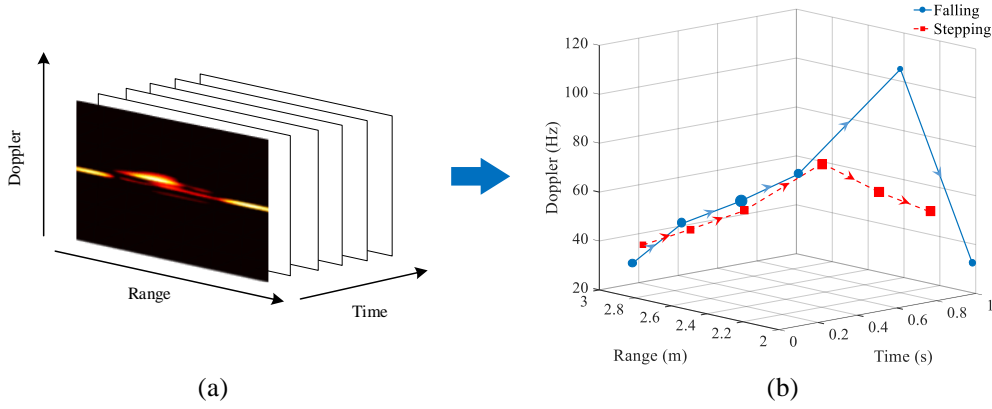 Doppler
Range
Time
(a)
Falling
Stepping
Doppler (Hz)
120
100
80
60
40
20
3
2.8
2.6
2.4
2.2
2
Range (m)
0
0.2
0.4
0.6
0.8
1
Time (s)
(b)